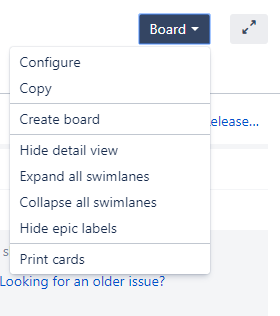 Board
Configure
Copy
Create board
elease...
Hide detail view
Expand all swimlanes
Collapse all swimlanes
Hide epic labels
s
Print cards
Looking for an older issue?